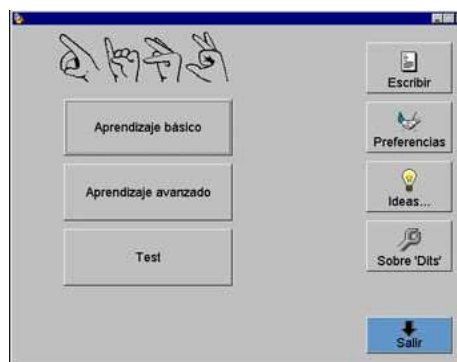 Aprendizaje básico
Aprendizaje avanzado
Test
Escribir
Preferencias
Ideas...
Sobre 'Dits'
Salir